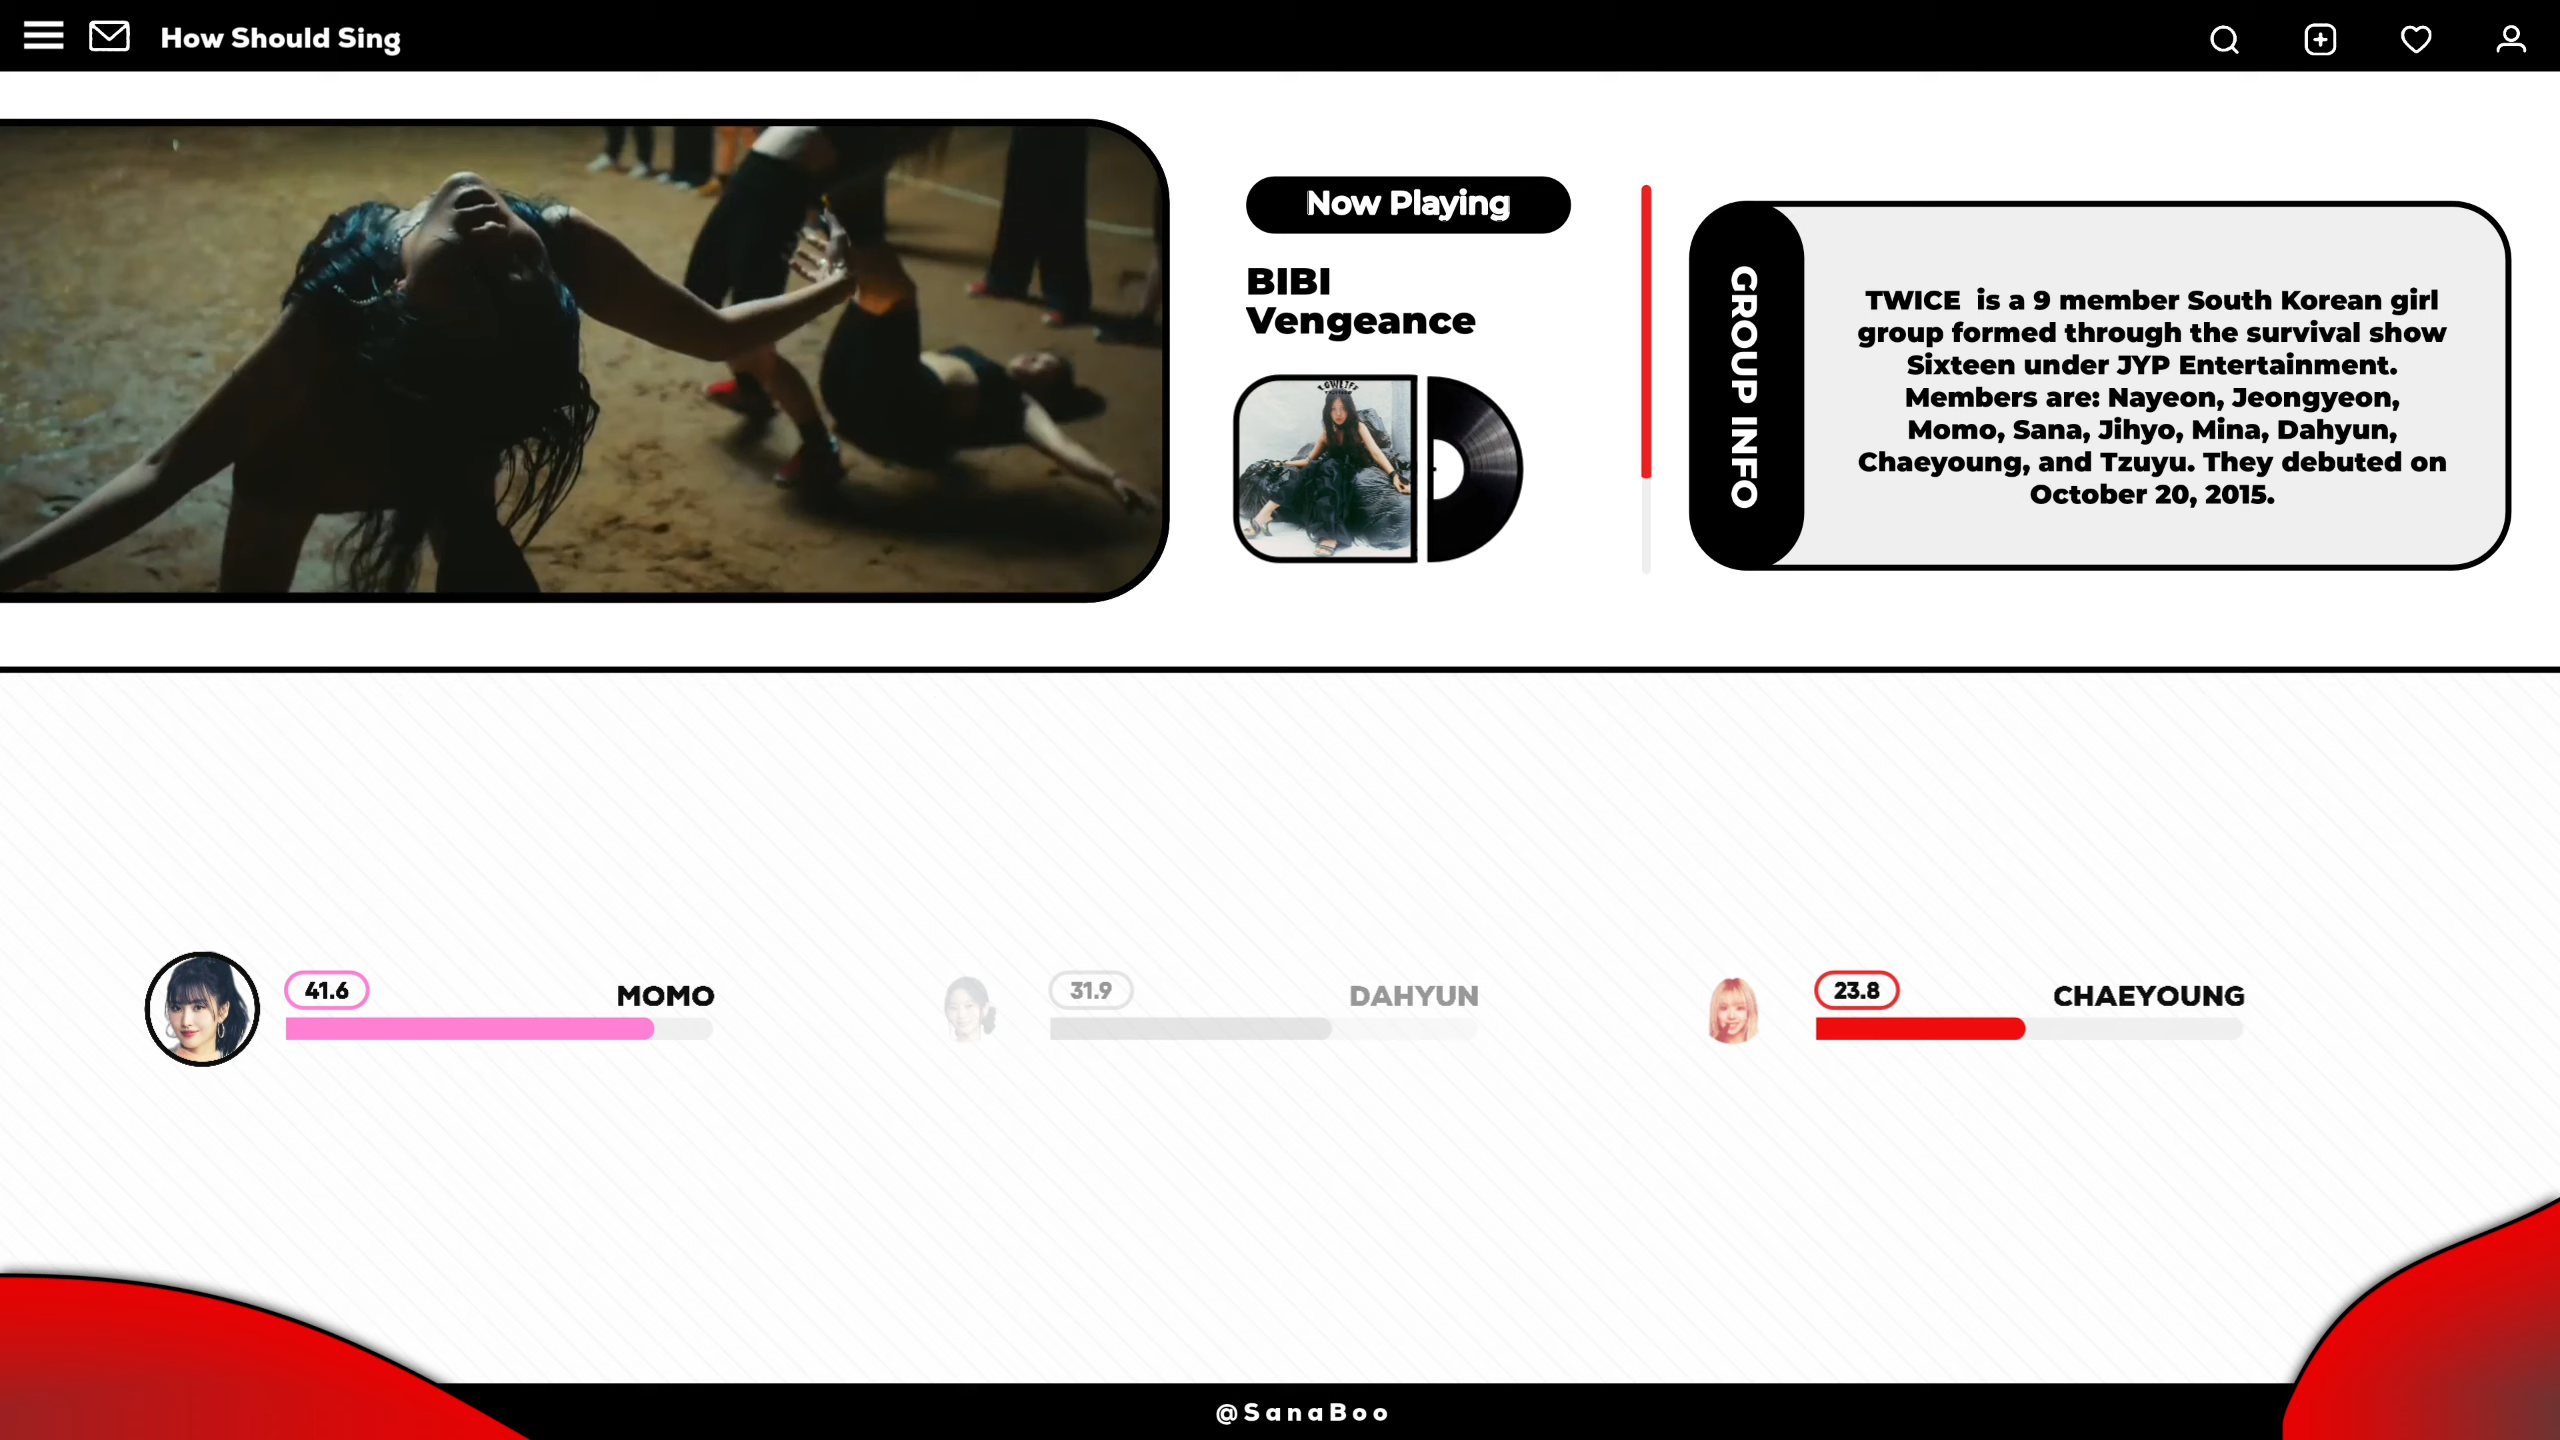 How Should Sing
Now Playing
BIBI
Vengeance
GROUP INFO
TWICE  is a 9 member South Korean girl
group formed through the survival show
Sixteen under JYP Entertainment.
Members are: Nayeon, Jeongyeon,
Momo, Sana, Jihyo, Mina, Dahyun,
Chaeyoung, and Tzuyu. They debuted on
October 20, 2015.
41.6
MOMO
31.9
DAHYUN
23.8
CHAEYOUNG
@SanaBoo